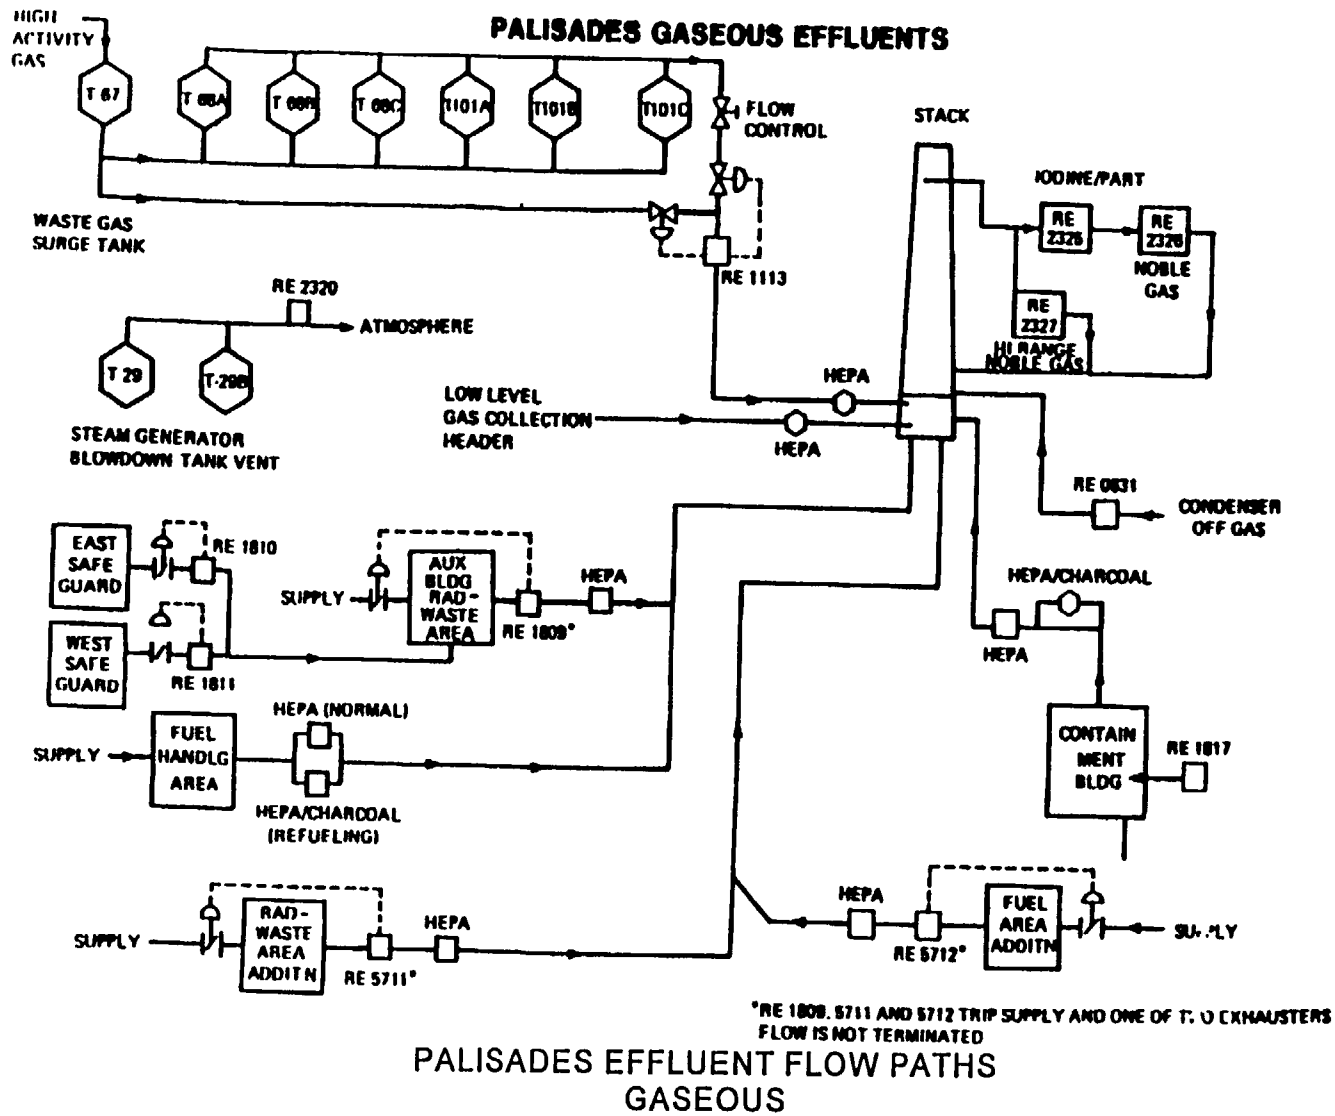 HIGH
ACTIVITY
GAS
PALISADES GASEOUS EFFLUENTS
T 67
T 68A
T 68B
T 68C
T101A
T101B
T101C
FLOW
CONTROL
STACK
IODINE/PART
RE
2325
RE
2326
NOBLE
GAS
RE
2327
HI RANGE
NOBLE GAS
WASTE GAS
SURGE TANK
RE 1113
RE 2320
ATMOSPHERE
T 29
T-29B
STEAM GENERATOR
BLOWDOWN TANK VENT
LOW LEVEL
GAS COLLECTION
HEADER
HEPA
HEPA
RE 0631
CONDENSER
OFF GAS
EAST
SAFE
GUARD
RE 1810
WEST
SAFE
GUARD
RE 1811
SUPPLY
AUX
BLDG
RAD-
WASTE
AREA
RE 1809*
HEPA
HEPA/CHARCOAL
HEPA
SUPPLY
FUEL
HANDLG
AREA
HEPA (NORMAL)
HEPA/CHARCOAL
(REFUELING)
CONTAIN
MENT
BLDG
RE 1817
SUPPLY
RAD-
WASTE
AREA
ADDIT N
RE 5711*
HEPA
HEPA
RE 5712*
FUEL
AREA
ADDITN
*RE 1809, 5711 AND 5712 TRIP SUPPLY AND ONE OF EXHAUSTERS
FLOW IS NOT TERMINATED
PALISADES EFFLUENT FLOW PATHS
GASEOUS